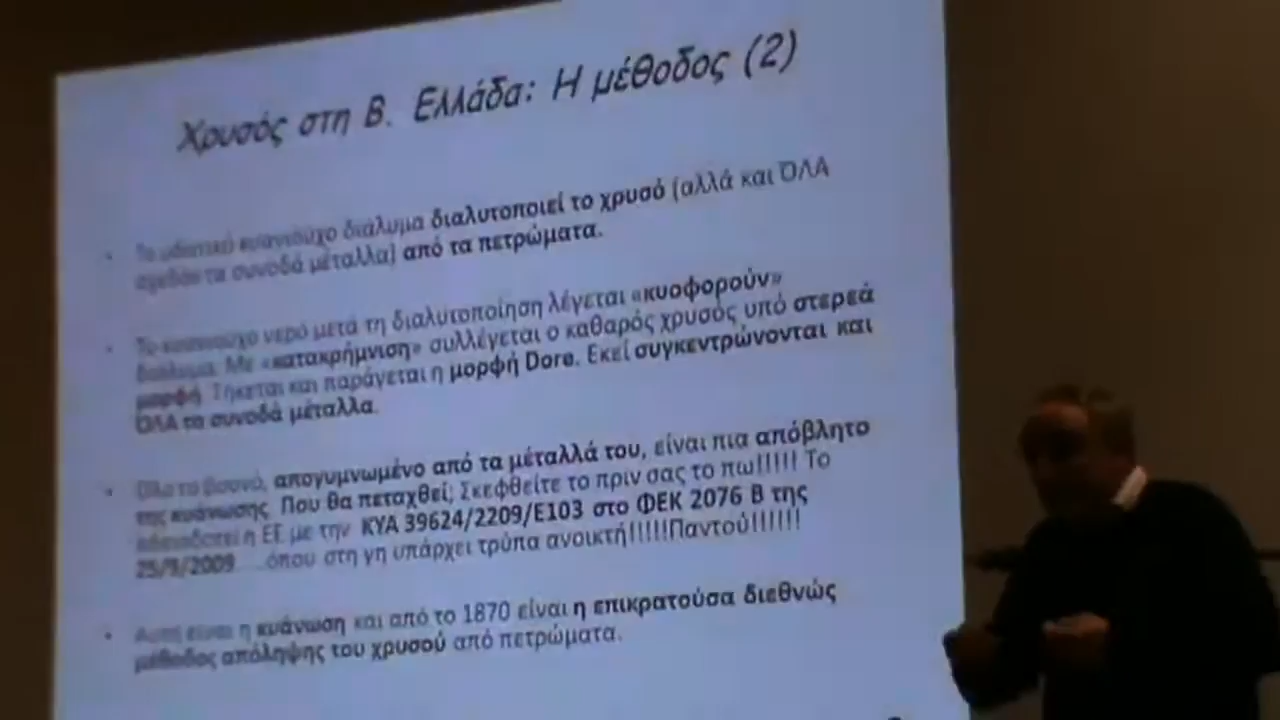 Χρυσός στη Β. Ελλάδα: Η μέθοδος (2)
• Το υδατικό κυανιούχο διάλυμα διαλυτοποιεί το χρυσό (αλλά και ΌΛΑ
σχεδόν τα συνοδά μέταλλα) από τα πετρώματα.
• Το κυανιούχο νερό μετά τη διαλυτοποίηση λέγεται «κυοφορούν»
διάλυμα. Με «κατακρήμνιση» συλλέγεται ο καθαρός χρυσός υπό στερεά
μορφή. Τήκεται και παράγεται η μορφή Dore. Εκεί συγκεντρώνονται και
ΌΛΑ τα συνοδά μέταλλα.
• Όλο το βουνό, απογυμνωμένο από τα μέταλλά του, είναι πια απόβλητο
της κυάνωσης. Που θα πεταχθεί; Σκεφθείτε το πριν σας το πω!!!!! Το
η ΕΕ με την ΚΥΑ 39624/2209/Ε103 στο ΦΕΚ 2076 Β της
25/9/2009 ....όπου στη γη υπάρχει τρύπα ανοικτή!!!!!Παντού!!!!!!
• Αυτή είναι η κυάνωση και από το 1870 είναι η επικρατούσα διεθνώς
μέθοδος απόληψης του χρυσού από πετρώματα.